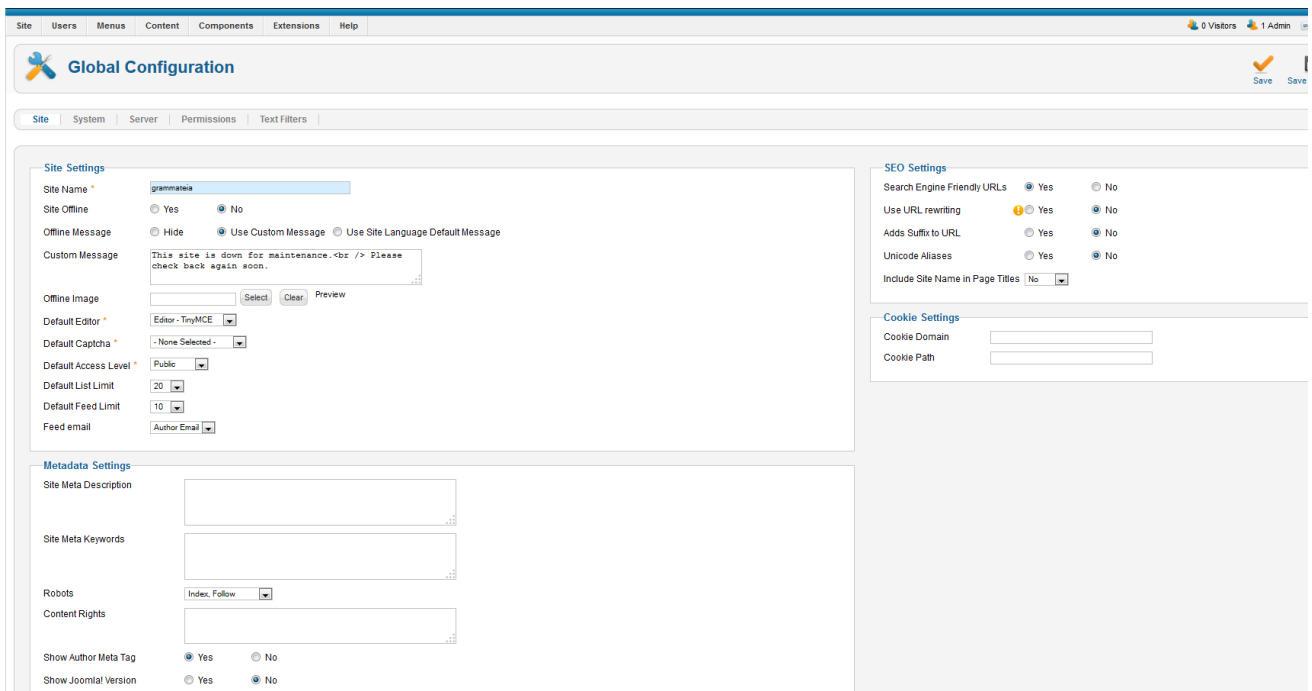 Site Users Menus Content Components Extensions Help 0 Visitors 1 Admin
Global Configuration
Save Save
Site System Server Permissions Text Filters
Site Settings
Site Name * grammateia
Site Offline Yes No
Offline Message Hide Use Custom Message Use Site Language Default Message
Custom Message This site is down for maintenance.<br /> Please
check back again soon.
Offline Image Select Clear Preview
Default Editor * Editor - TinyMCE
Default Captcha * - None Selected -
Default Access Level * Public
Default List Limit 20
Default Feed Limit 10
Feed email Author Email
Metadata Settings
Site Meta Description
Site Meta Keywords
Robots Index, Follow
Content Rights
Show Author Meta Tag Yes No
Show Joomla! Version Yes No
SEO Settings
Search Engine Friendly URLs Yes No
Use URL rewriting Yes No
Adds Suffix to URL Yes No
Unicode Aliases Yes No
Include Site Name in Page Titles No
Cookie Settings
Cookie Domain
Cookie Path